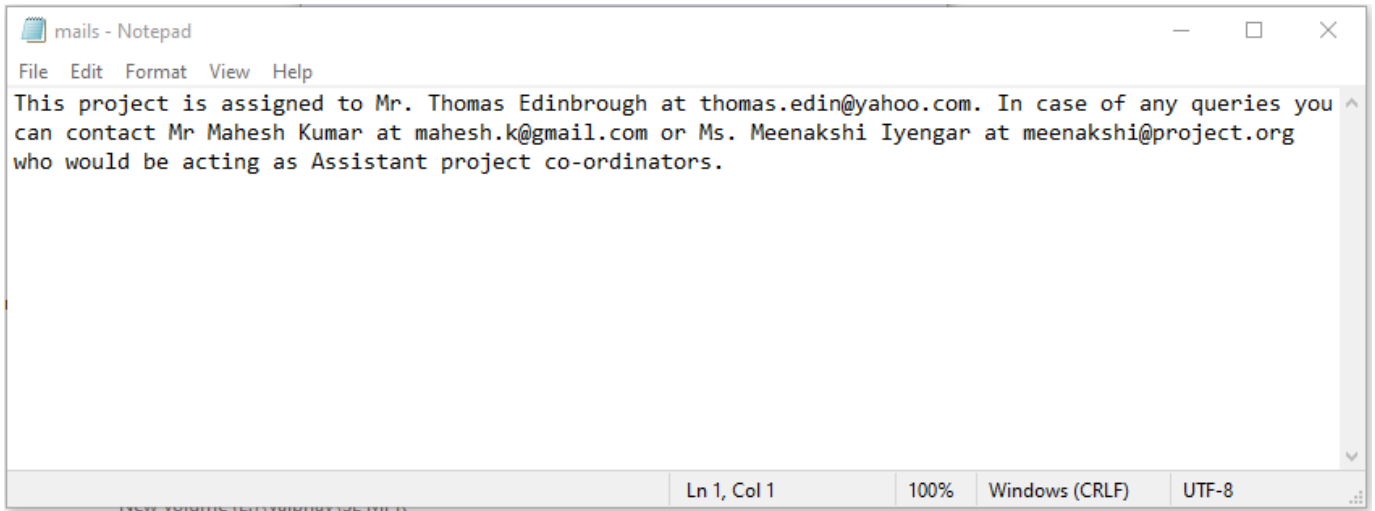 mails - Notepad
File Edit Format View Help
This project is assigned to Mr. Thomas Edinbrough at thomas.edin@yahoo.com. In case of any queries you
can contact Mr Mahesh Kumar at mahesh.k@gmail.com or Ms. Meenakshi Iyengar at meenakshi@project.org
who would be acting as Assistant project co-ordinators.
Ln 1, Col 1 100% Windows (CRLF) UTF-8